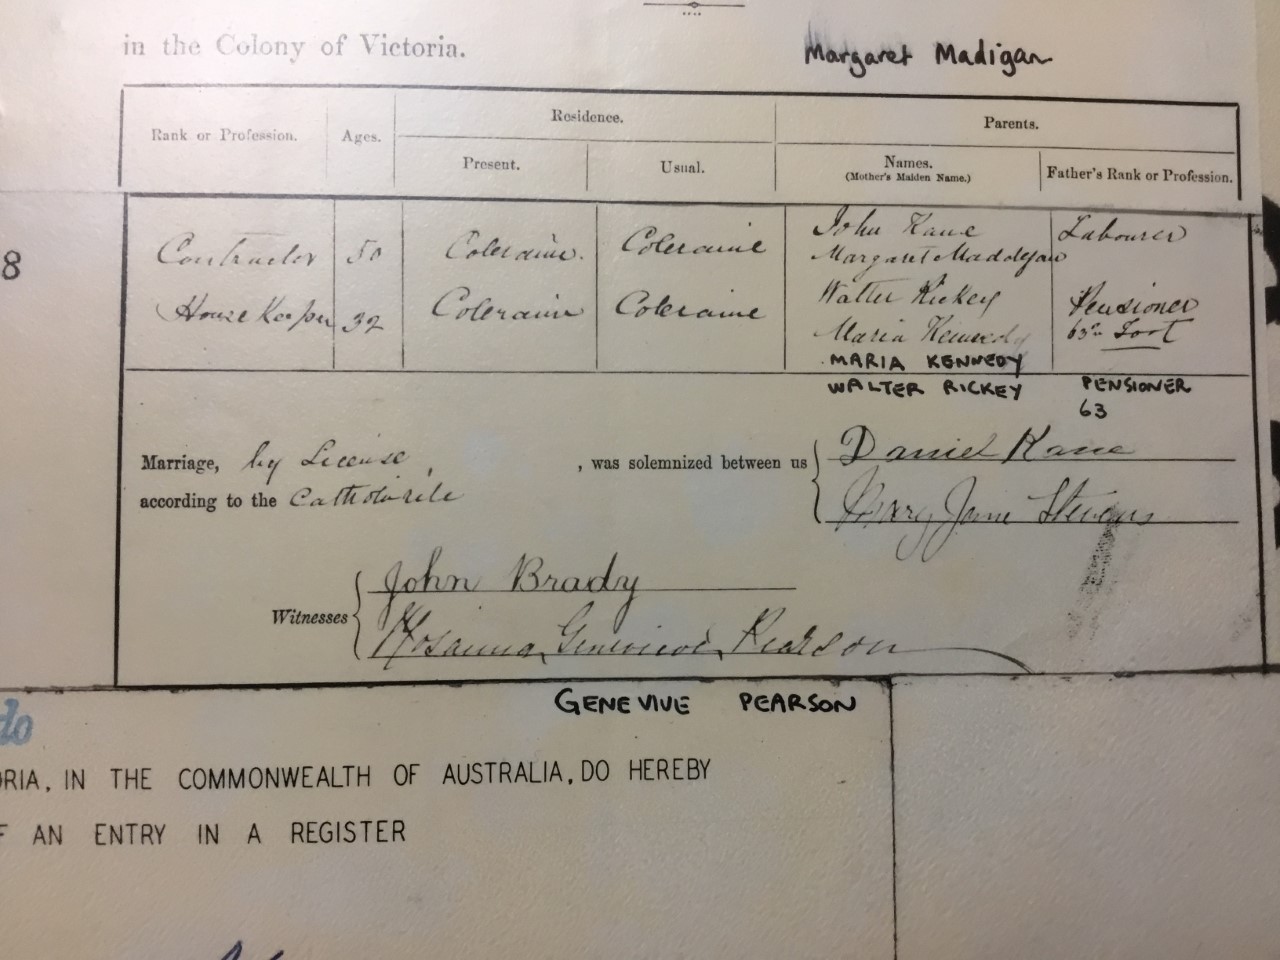 in the Colony of Victoria.
Margaret Madigan
Rank or Profession. Ages. Residence. Parents.
Present. Usual. Names. (Mother's Maiden Name.) Father's Rank or Profession.
8
Contractor 50 Coleraine. Coleraine John Kane Labourer
Margaret Maddigan
House Keeper 32 Coleraine Coleraine Walter Rickey Pensioner
Maria Kennedy 63rd Foot
MARIA KENNEDY
WALTER RICKEY PENSIONER
63
Marriage, by License, , was solemnized between us Daniel Kane
according to the Catholic rite Mary Jane Stevens
Witnesses John Brady
Rosanna Genevieve Pearson
GENEVIVE PEARSON
do
ORIA, IN THE COMMONWEALTH OF AUSTRALIA, DO HEREBY
F AN ENTRY IN A REGISTER